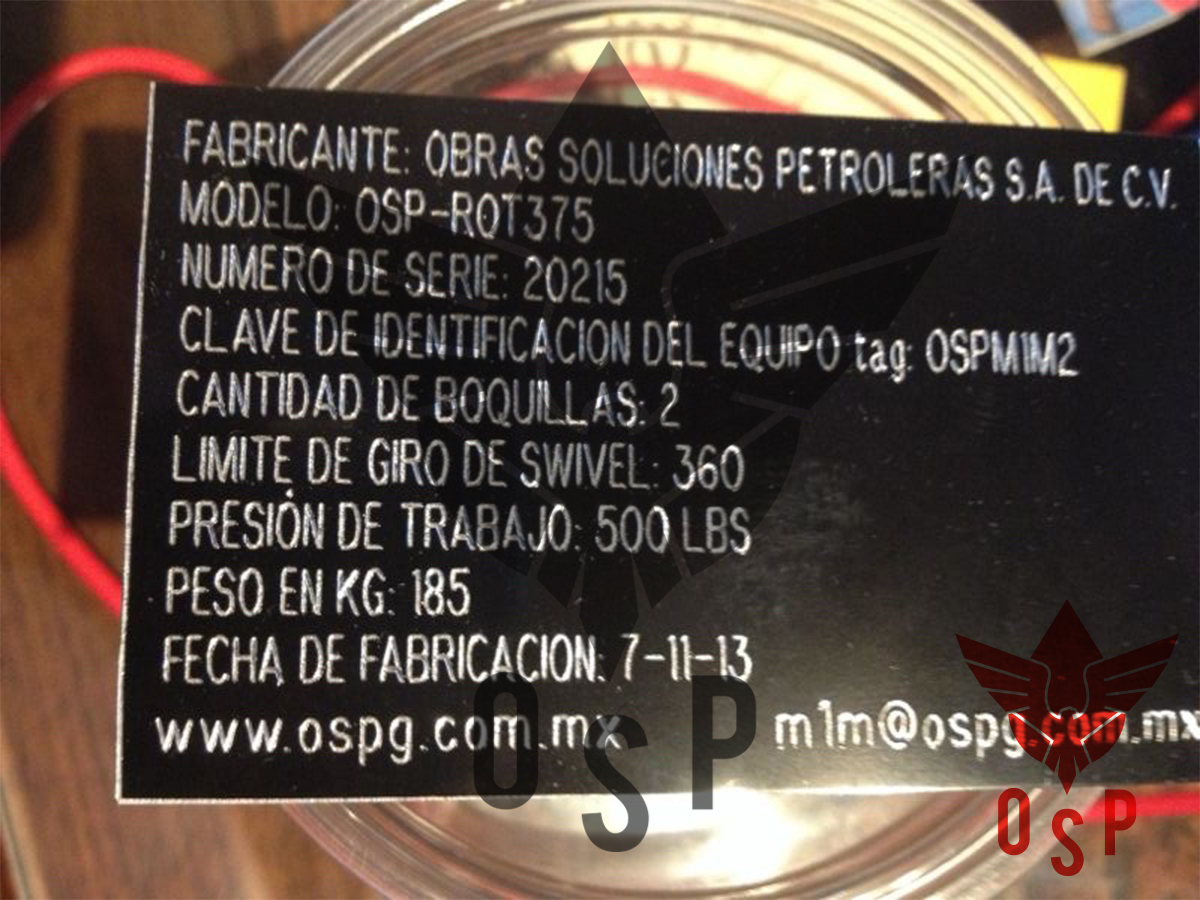 FABRICANTE: OBRAS SOLUCIONES PETROLERAS S.A. DE C.V.
MODELO: OSP-ROT375
NUMERO DE SERIE: 20215
CLAVE DE IDENTIFICACION DEL EQUIPO tag: OSPM1M2
CANTIDAD DE BOQUILLAS: 2
LIMITE DE GIRO DE SWIVEL: 360
PRESIÓN DE TRABAJO: 500 LBS
PESO EN KG: 185
FECHA DE FABRICACION: 7-11-13
www.ospg.com.mx m1m@ospg.com.mx
OSP
OSP